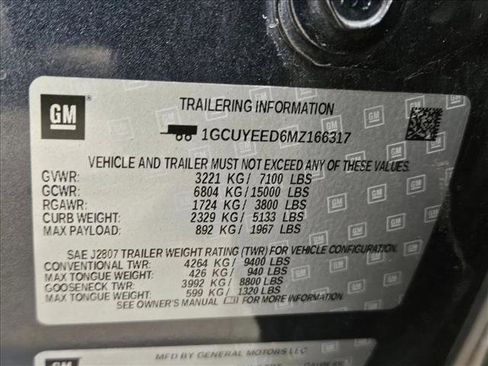 GM
TRAILERING INFORMATION
1GCUYEED6MZ166317
VEHICLE AND TRAILER MUST NOT EXCEED ANY OF THESE VALUES.
GVWR: 3221 KG / 7100 LBS
GCWR: 6804 KG / 15000 LBS
RGAWR: 1724 KG / 3800 LBS
CURB WEIGHT: 2329 KG / 5133 LBS
MAX PAYLOAD: 892 KG / 1967 LBS
SAE J2807 TRAILER WEIGHT RATING (TWR) FOR VEHICLE CONFIGURATION.
CONVENTIONAL TWR: 4264 KG / 9400 LBS
MAX TONGUE WEIGHT: 426 KG / 940 LBS
GOOSENECK TWR: 3992 KG / 8800 LBS
MAX TONGUE WEIGHT: 599 KG / 1320 LBS
SEE OWNER'S MANUAL FOR MORE INFORMATION
GM
MFD BY GENERAL MOTORS LLC